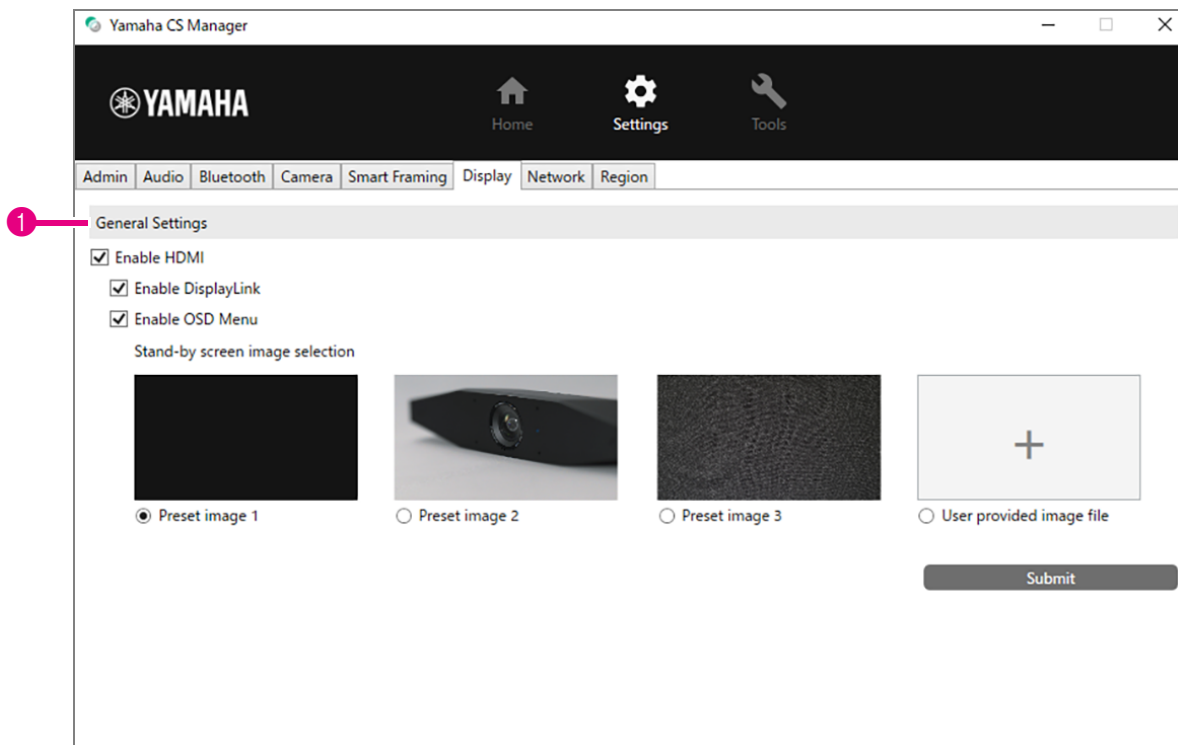 Yamaha CS Manager
YAMAHA
Home Settings Tools
Admin Audio Bluetooth Camera Smart Framing Display Network Region
1
General Settings
Enable HDMI
Enable DisplayLink
Enable OSD Menu
Stand-by screen image selection
Preset image 1 Preset image 2 Preset image 3 User provided image file
Submit